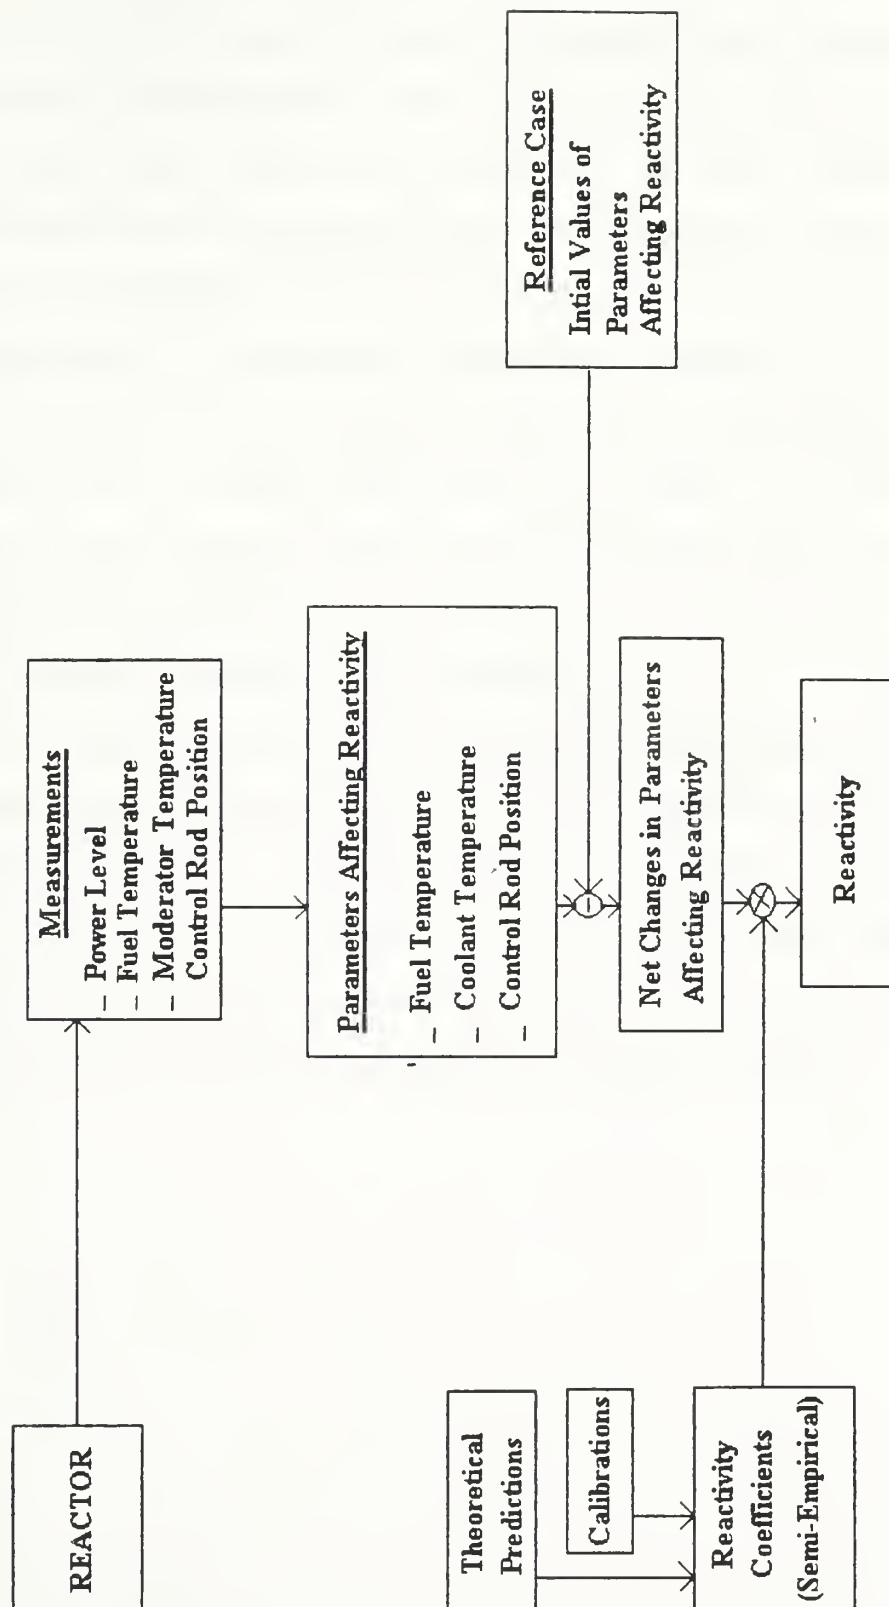 REACTOR
Measurements
– Power Level
– Fuel Temperature
– Moderator Temperature
Control Rod Position
Parameters Affecting Reactivity
– Fuel Temperature
– Coolant Temperature
– Control Rod Position
Reference Case
Intial Values of
Parameters
Affecting Reactivity
Net Changes in Parameters
Affecting Reactivity
Theoretical
Predictions
Calibrations
Reactivity
Coefficients
(Semi-Empirical)
Reactivity